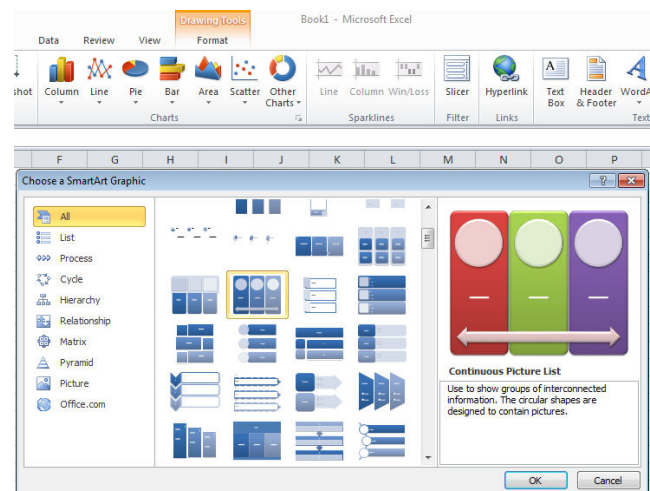 Drawing Tools Book1 - Microsoft Excel
Data Review View Format
shot Column Line Pie Bar Area Scatter Other Charts Line Column Win/Loss Slicer Hyperlink Text Box Header & Footer WordA
Charts Sparklines Filter Links Text
F G H I J K L M N O P
Choose a SmartArt Graphic
All
List
Process
Cycle
Hierarchy
Relationship
Matrix
Pyramid
Picture
Office.com
Continuous Picture List
Use to show groups of interconnected
information. The circular shapes are
designed to contain pictures.
OK Cancel